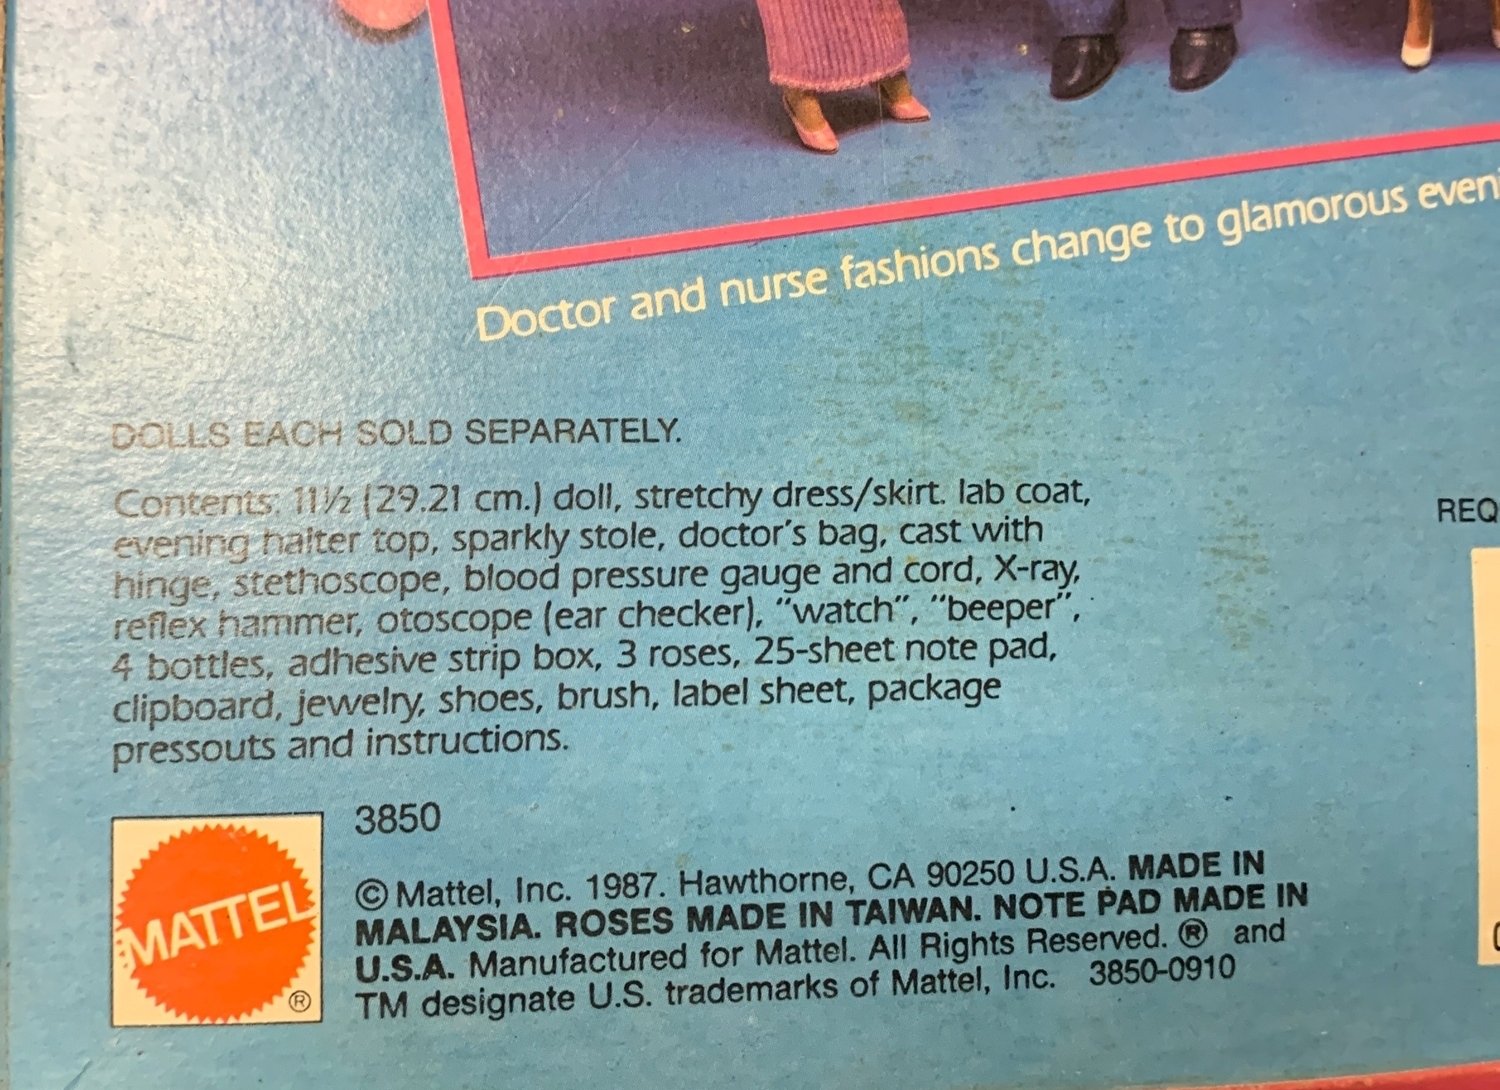 Doctor and nurse fashions change to glamorous
DOLLS EACH SOLD SEPARATELY.
Contents: 11½ (29.21 cm.) doll, stretchy dress/skirt. lab coat,
evening halter top, sparkly stole, doctor's bag, cast with
hinge, stethoscope, blood pressure gauge and cord, X-ray,
reflex hammer, otoscope (ear checker), "watch", "beeper",
4 bottles, adhesive strip box, 3 roses, 25-sheet note pad,
clipboard, jewelry, shoes, brush, label sheet, package
pressouts and instructions.
3850
MATTEL
®
© Mattel, Inc. 1987. Hawthorne, CA 90250 U.S.A. MADE IN
MALAYSIA. ROSES MADE IN TAIWAN. NOTE PAD MADE IN
U.S.A. Manufactured for Mattel. All Rights Reserved. ® and
TM designate U.S. trademarks of Mattel, Inc. 3850-0910